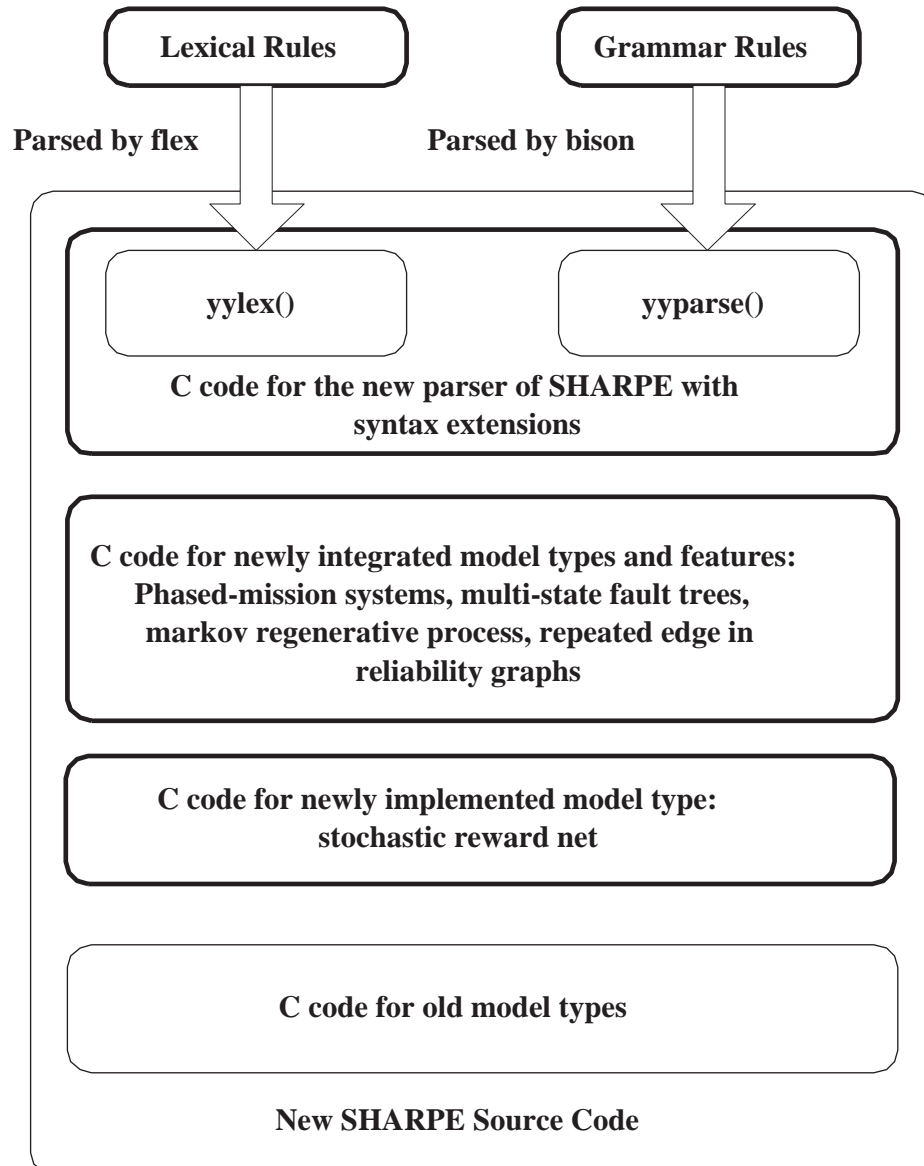 Lexical Rules
Grammar Rules
Parsed by flex
Parsed by bison
yylex()
yyparse()
C code for the new parser of SHARPE with
syntax extensions
C code for newly integrated model types and features:
Phased-mission systems, multi-state fault trees,
markov regenerative process, repeated edge in
reliability graphs
C code for newly implemented model type:
stochastic reward net
C code for old model types
New SHARPE Source Code